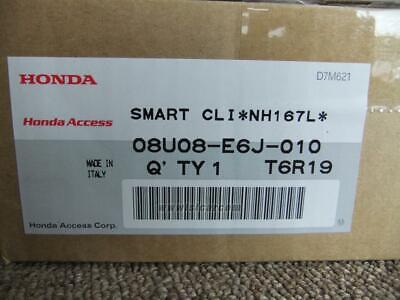 D7M621
HONDA
Honda Access
SMART CLI*NH167L*
08U08-E6J-010
MADE IN
ITALY
Q' TY 1 T6R19
Honda Access Corp.